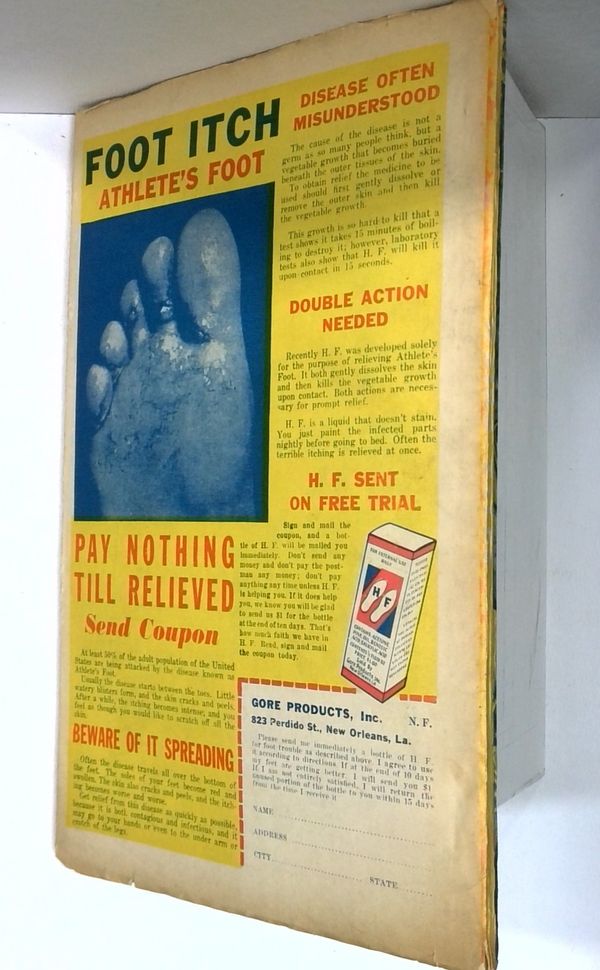 FOOT ITCH
ATHLETE'S FOOT
DISEASE OFTEN
MISUNDERSTOOD
The cause of the disease is not a
germ as so many people think, but a
vegetable growth that becomes buried
beneath the outer tissues of the skin.
To obtain relief the medicine to be
used should first gently dissolve or
remove the outer skin and then kill
the vegetable growth.
This growth is so hard to kill that a
test shows it takes 15 minutes of boil-
ing to destroy it; however, laboratory
tests also show that H. F. will kill it
upon contact in 15 seconds.
DOUBLE ACTION
NEEDED
Recently H. F. was developed solely
for the purpose of relieving Athlete's
Foot. It both gently dissolves the skin
and then kills the vegetable growth
upon contact. Both actions are neces-
sary for prompt relief.
H. F. is a liquid that doesn't stain.
You just paint the infected parts
nightly before going to bed. Often the
terrible itching is relieved at once.
H. F. SENT
ON FREE TRIAL
Sign and mail the
coupon, and a bot-
tle of H. F. will be mailed you
immediately. Don't send any
money and don't pay the post-
man any money; don't pay
anything any time unless H. F.
is helping you. If it does help
you, we know you will be glad
to send us $1 for the bottle
at the end of ten days. That's
how much faith we have in
H. F. Read, sign and mail
the coupon today.
FOR EXTERNAL USE
ONLY
H F
PAY NOTHING
TILL RELIEVED
Send Coupon
At least 50% of the adult population of the United
States are being attacked by the disease known as
Athlete's Foot.
Usually the disease starts between the toes. Little
watery blisters form, and the skin cracks and peels.
After a while, the itching becomes intense, and you
feel as though you would like to scratch off all the
skin.
BEWARE OF IT SPREADING
Often the disease travels all over the bottom of
the feet. The soles of your feet become red and
swollen. The skin also cracks and peels, and the itch-
ing becomes worse and worse.
Get relief from this disease as quickly as possible,
because it is both contagious and infectious, and it
may go to your hands or even to the under arm or
crotch of the legs.
GORE PRODUCTS, Inc. N. F.
823 Perdido St., New Orleans, La.
Please send me immediately a bottle of H. F.
for foot trouble as described above. I agree to use
it according to directions. If at the end of 10 days
my feet are getting better, I will send you $1.
If I am not entirely satisfied, I will return the
unused portion of the bottle to you within 15 days
from the time I receive it.
NAME
ADDRESS
CITY
STATE